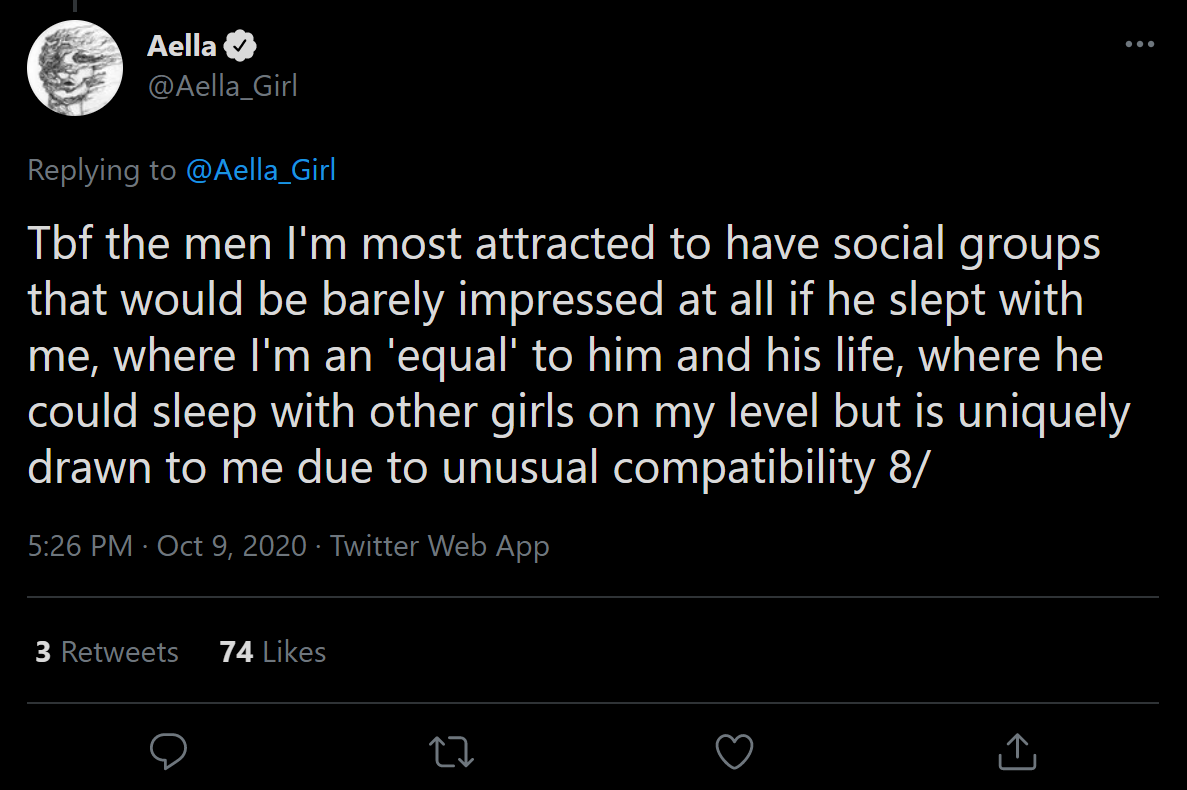 Aella
@Aella_Girl
Replying to @Aella_Girl
Tbf the men I'm most attracted to have social groups
that would be barely impressed at all if he slept with
me, where I'm an 'equal' to him and his life, where he
could sleep with other girls on my level but is uniquely
drawn to me due to unusual compatibility 8/
5:26 PM · Oct 9, 2020 · Twitter Web App
3 Retweets 74 Likes